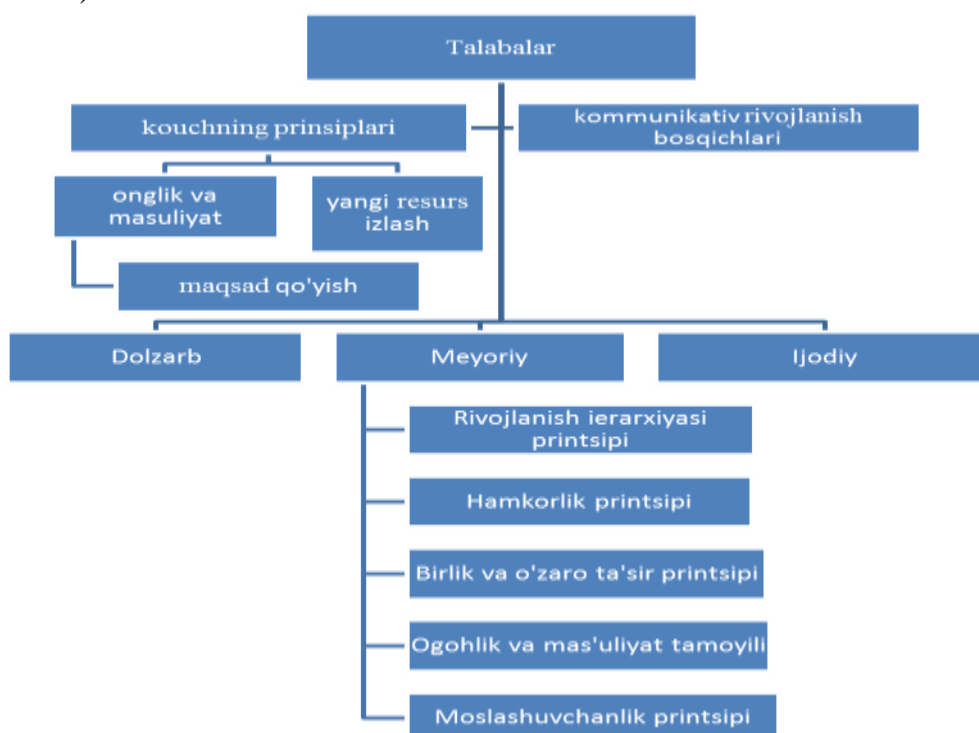 )
Talabalar
kouchning prinsiplari
kommunikativ rivojlanish
bosqichlari
onglik va
masuliyat
yangi resurs
izlash
maqsad qo'yish
Dolzarb
Meyoriy
Ijodiy
Rivojlanish ierarxiyasi
printsipi
Hamkorlik printsipi
Birlik va o'zaro ta'sir printsipi
Ogohlik va mas'uliyat tamoyili
Moslashuvchanlik printsipi